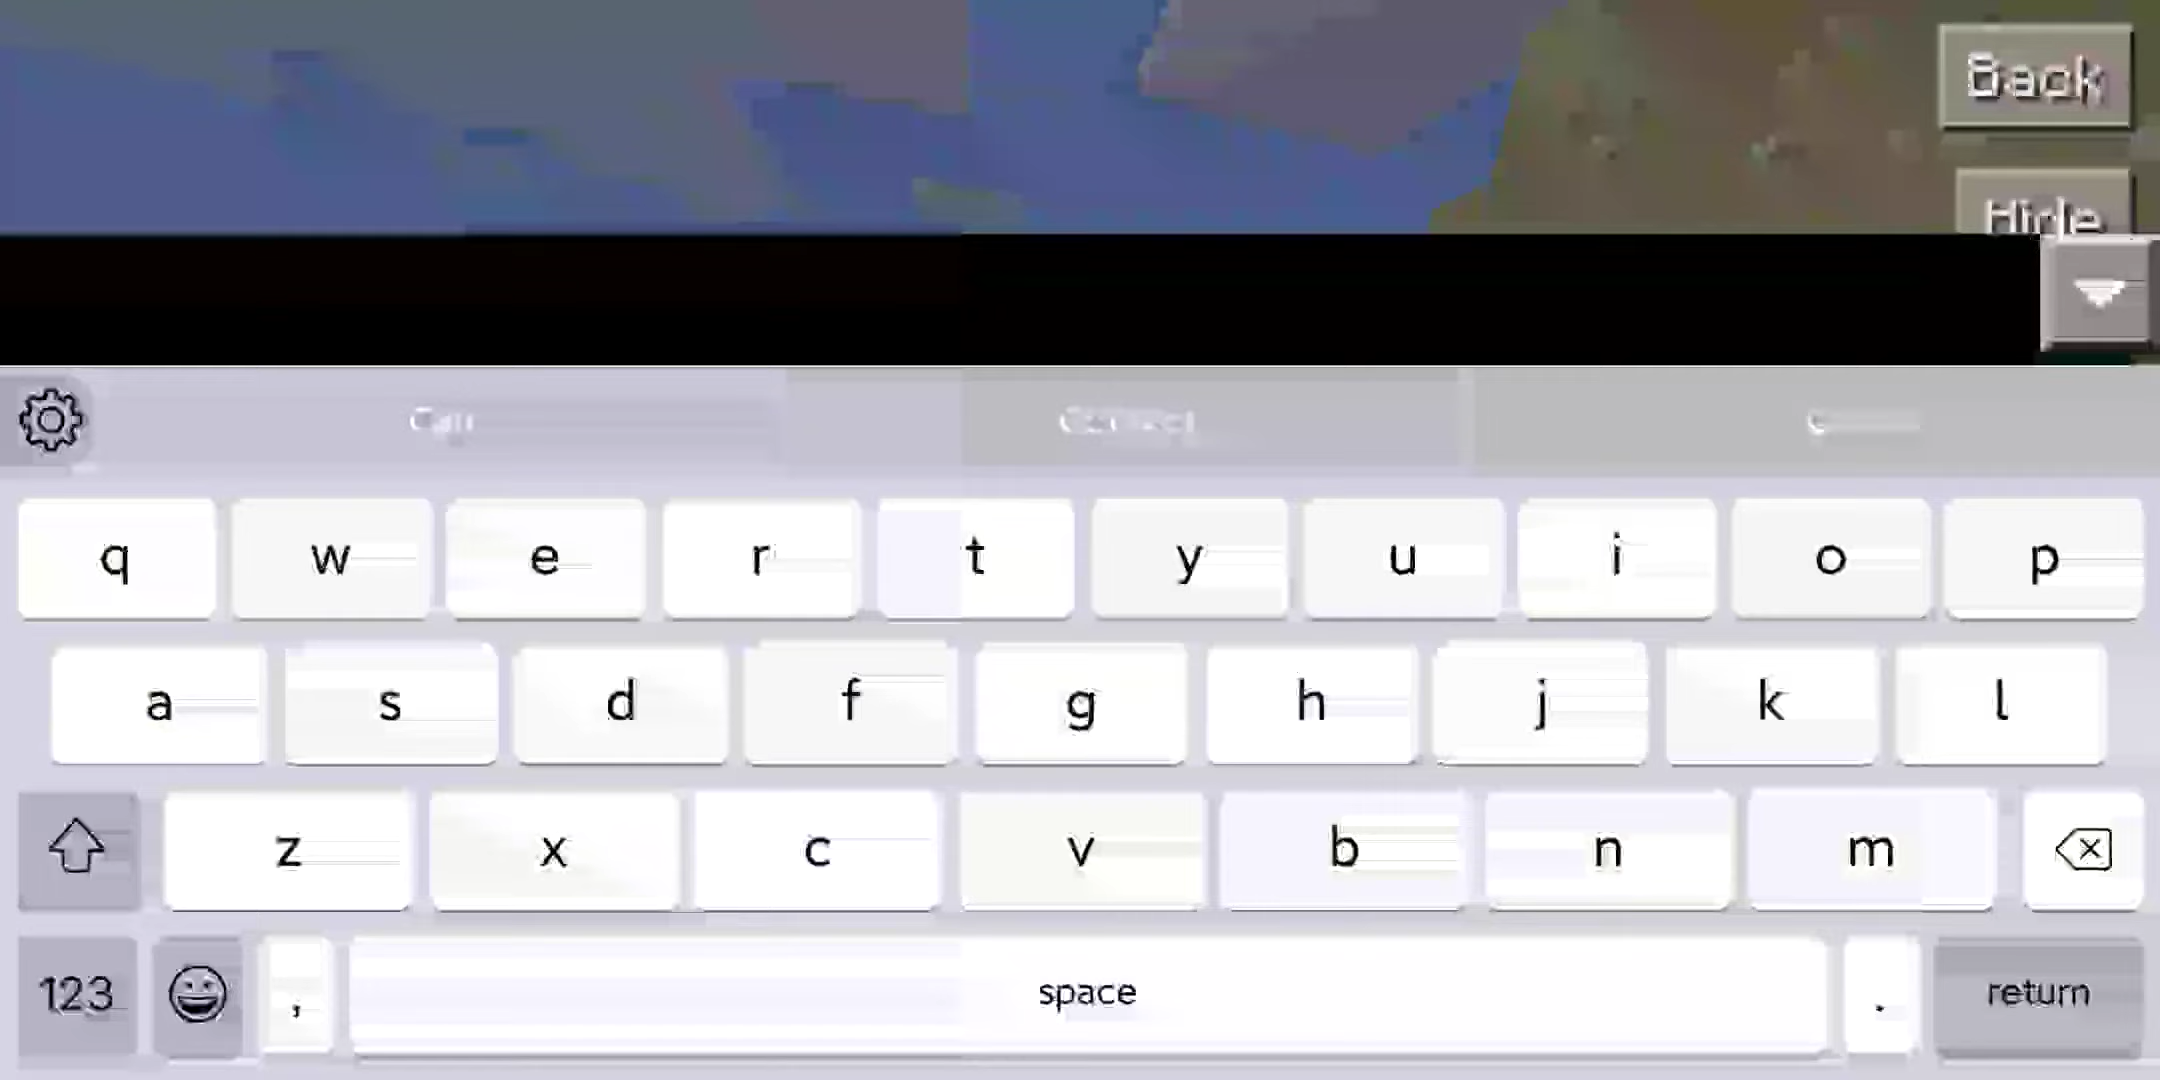 Back
Hide
q w e r t y u i o p
a s d f g h j k l
z x c v b n m
123 , space . return